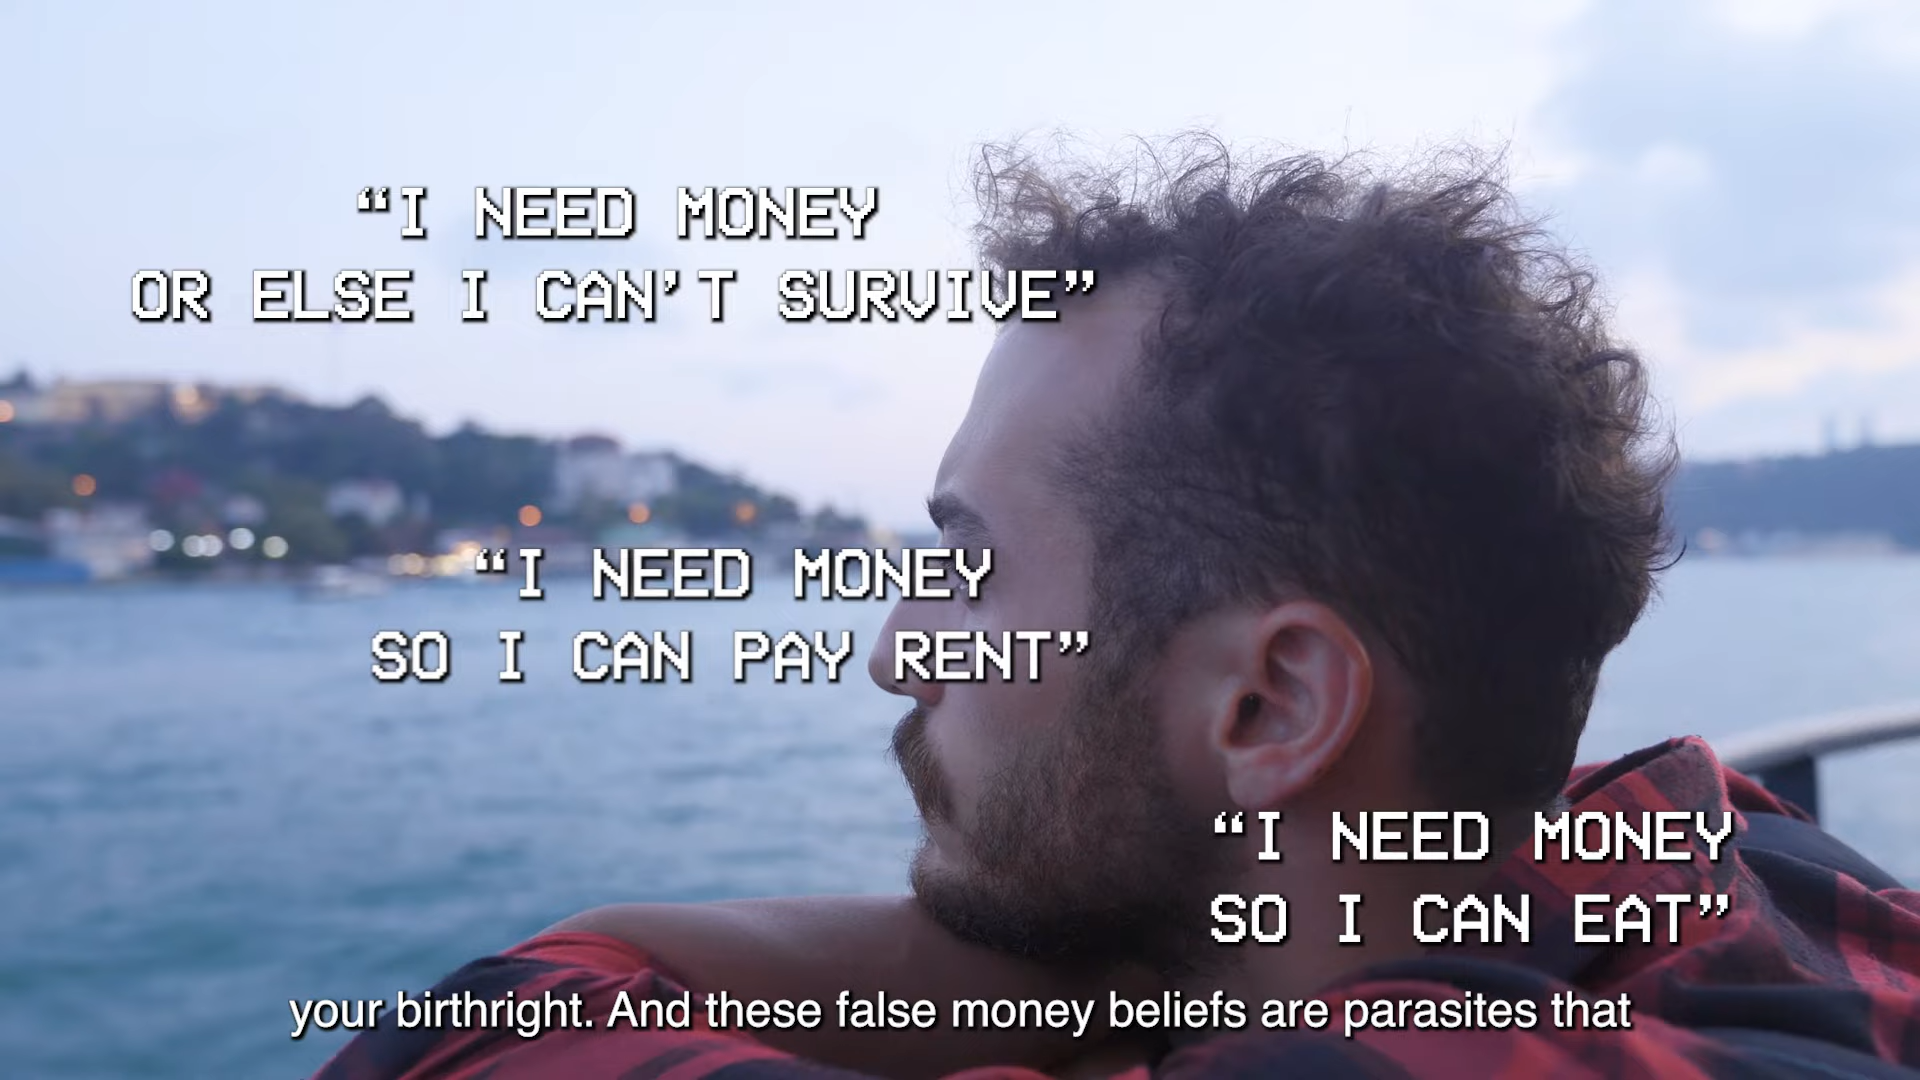 “I NEED MONEY
OR ELSE I CAN’T SURVIVE”
“I NEED MONEY
SO I CAN PAY RENT”
“I NEED MONEY
SO I CAN EAT”
your birthright. And these false money beliefs are parasites that